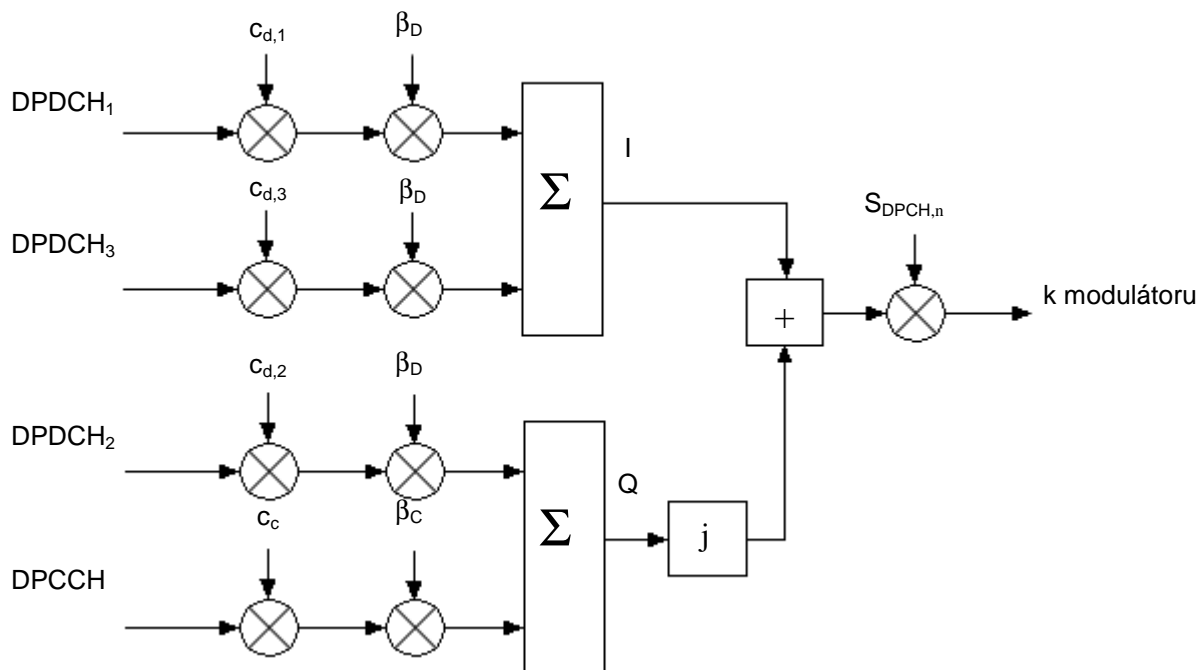 c_d,1 β_D
DPDCH_1
I
c_d,3 β_D
Σ
S_DPCH,n
DPDCH_3
k modulátoru
+
c_d,2 β_D
DPDCH_2
Q
c_c β_C
Σ
j
DPCCH